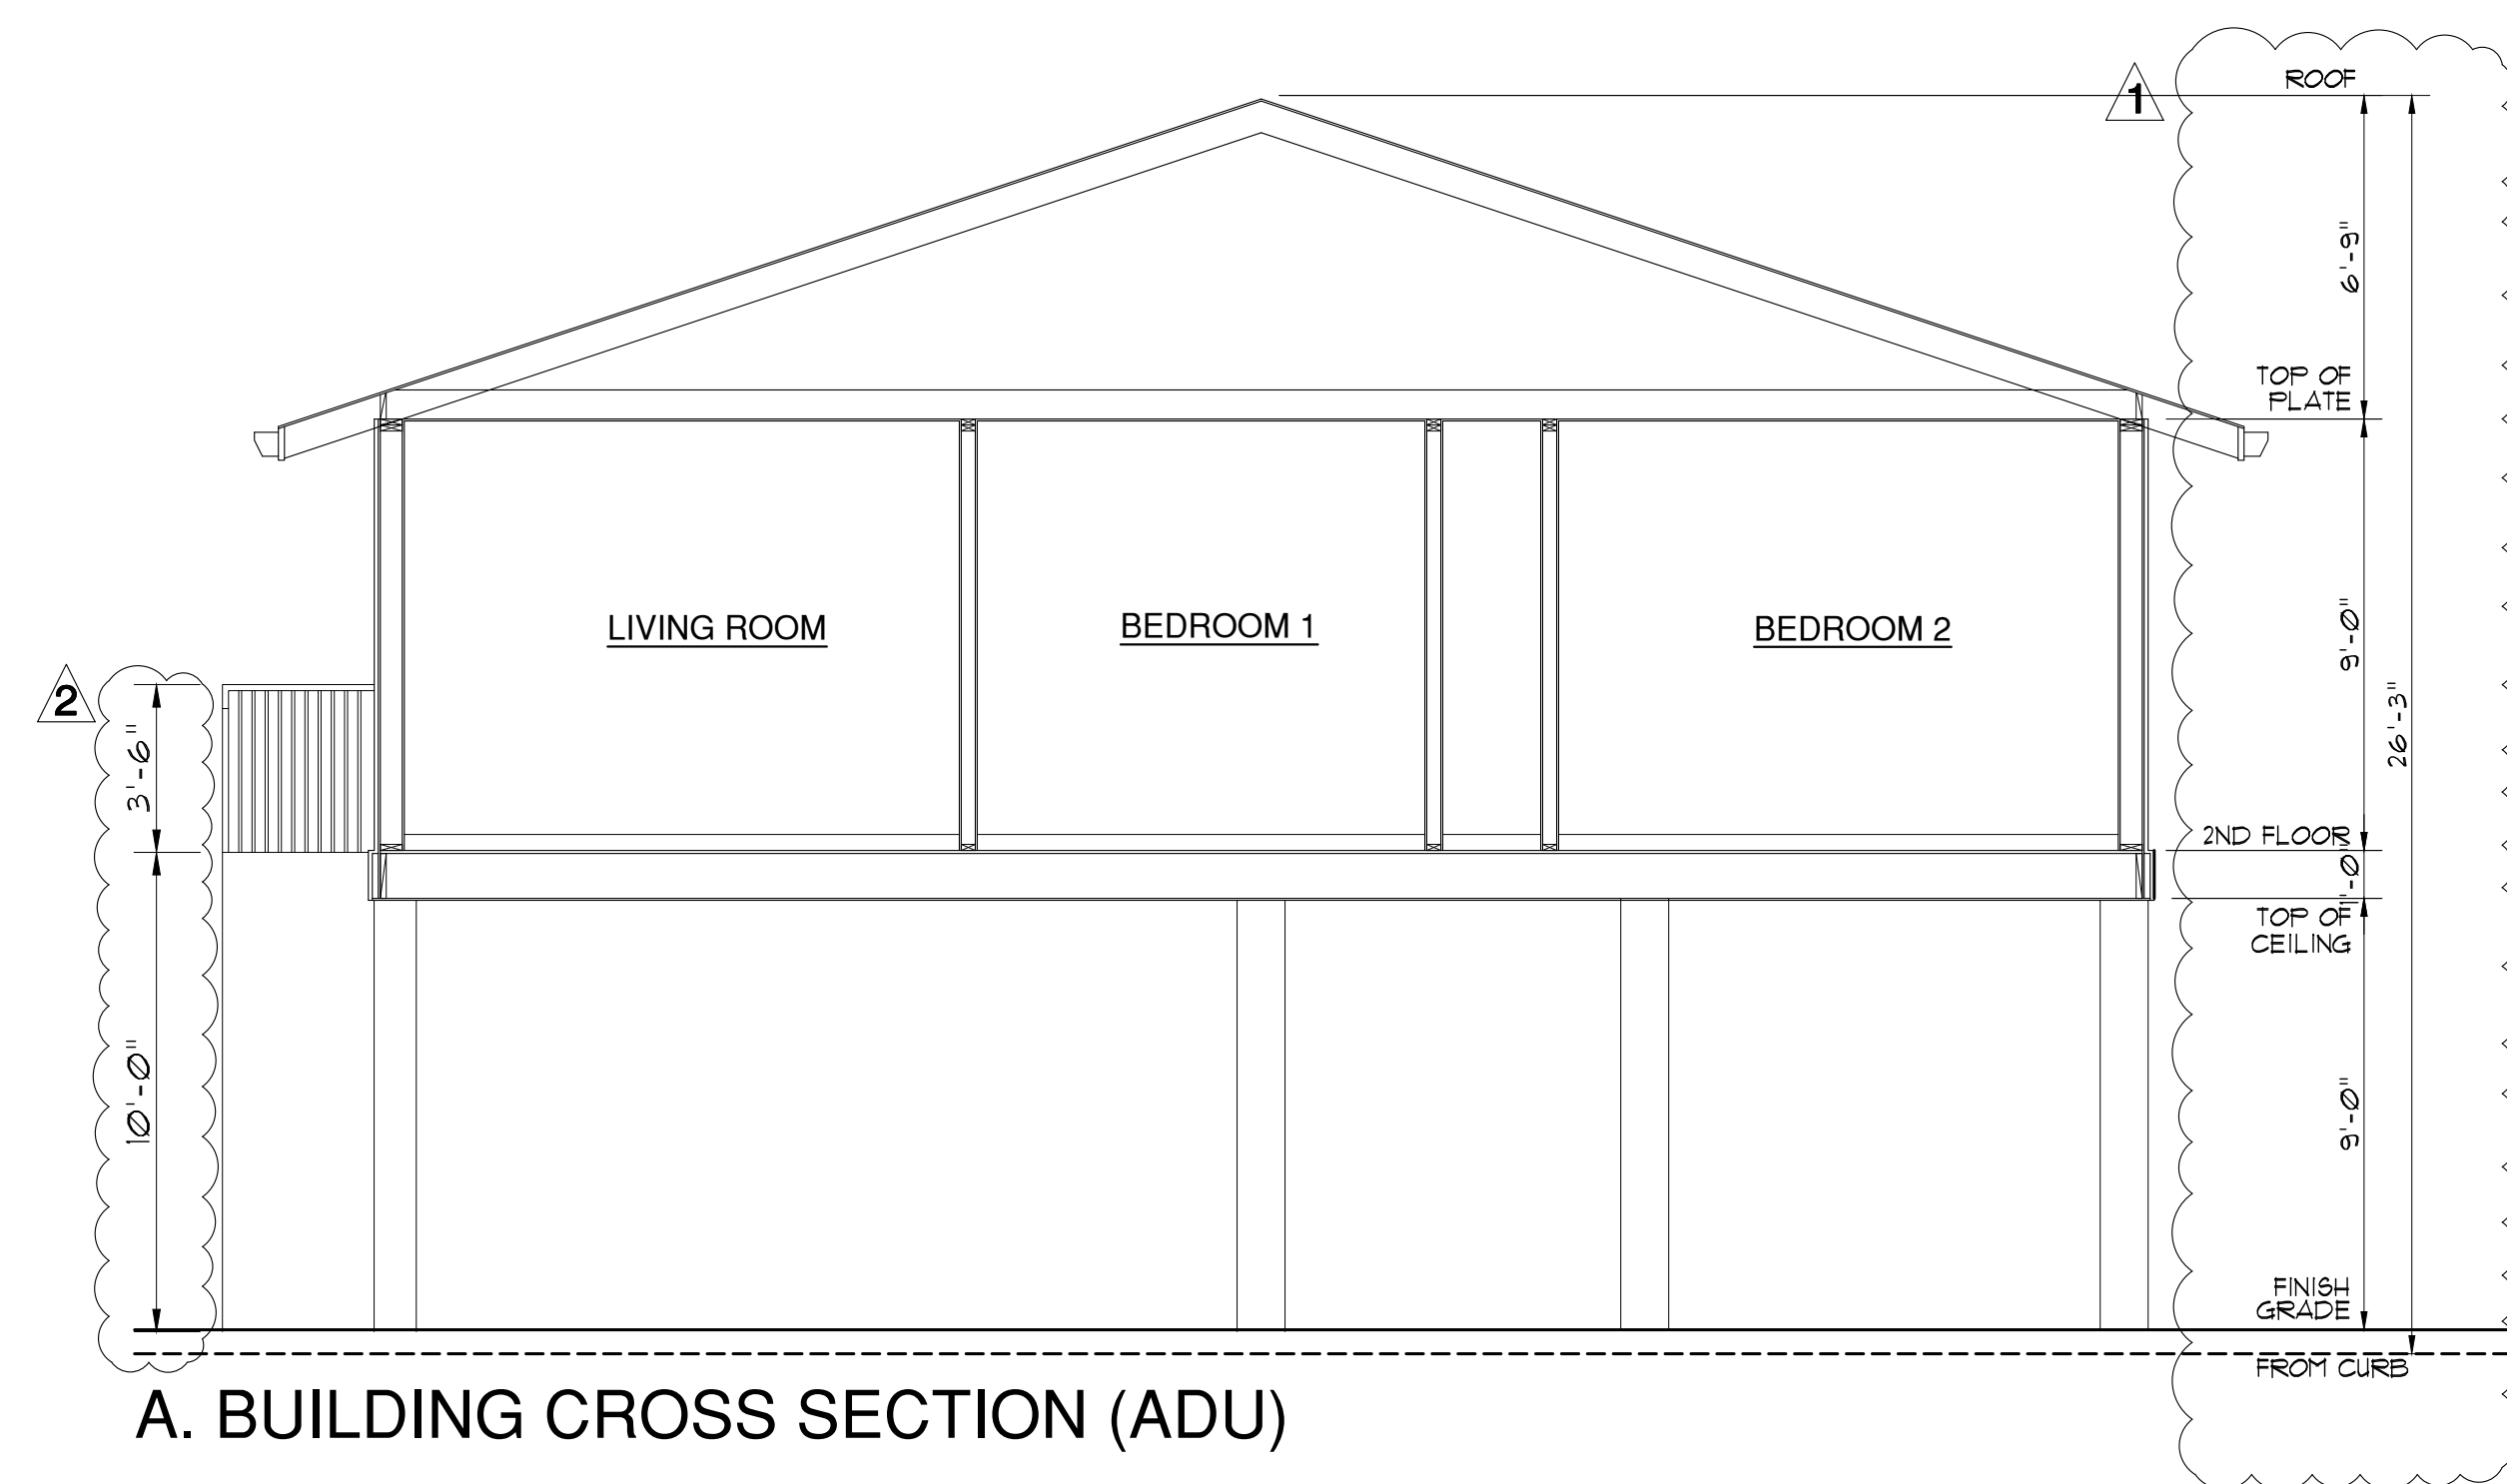 ROOF
1
6'-9"
TOP OF
PLATE
LIVING ROOM
BEDROOM 1
BEDROOM 2
9'-0"
26'-3"
2
3'-6"
2ND FLOOR
1'-0"
TOP OF
CEILING
10'-0"
9'-0"
FINISH
GRADE
FROM CURB
A. BUILDING CROSS SECTION (ADU)